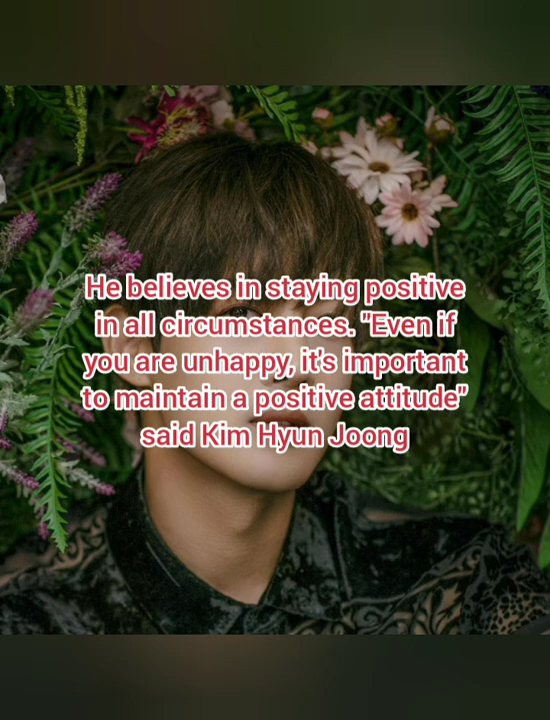 He believes in staying positive
in all circumstances. "Even if
you are unhappy, it's important
to maintain a positive attitude"
said Kim Hyun Joong